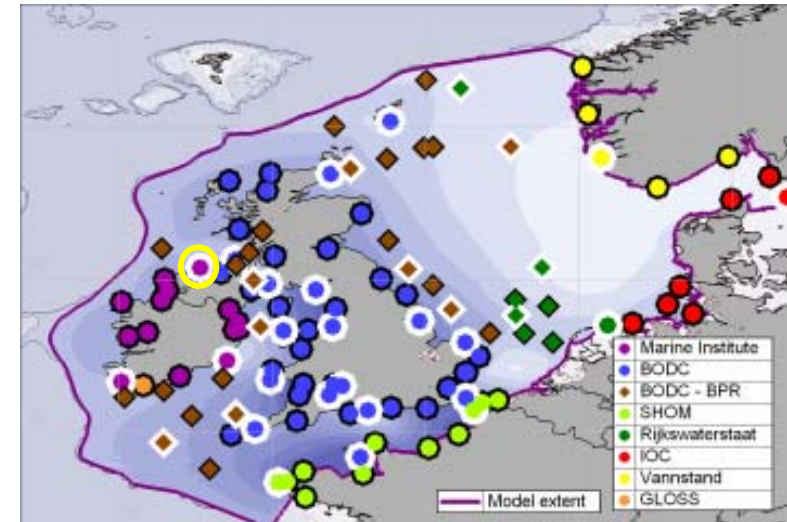 Marine Institute
BODC
BODC - BPR
SHOM
Rijkswaterstaat
IOC
Vannstand
GLOSS
Model extent